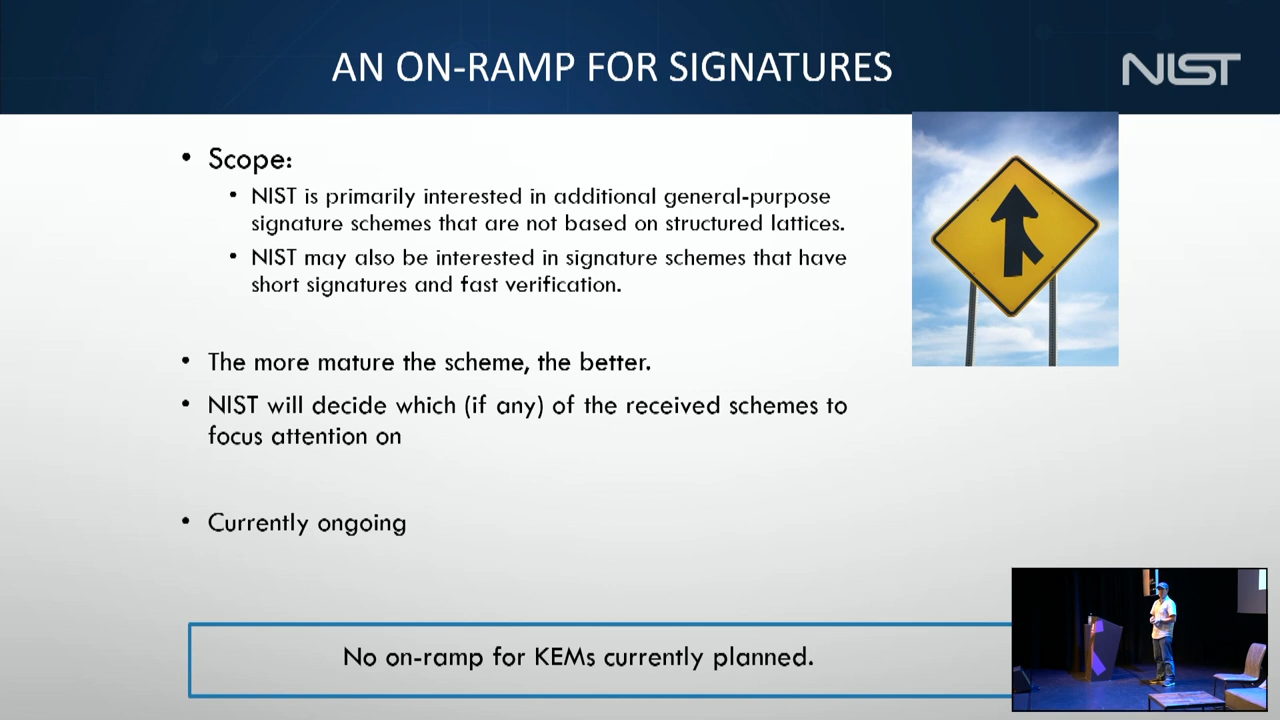 AN ON-RAMP FOR SIGNATURES
NIST
• Scope:
• NIST is primarily interested in additional general-purpose
signature schemes that are not based on structured lattices.
• NIST may also be interested in signature schemes that have
short signatures and fast verification.
• The more mature the scheme, the better.
• NIST will decide which (if any) of the received schemes to
focus attention on
• Currently ongoing
No on-ramp for KEMs currently planned.